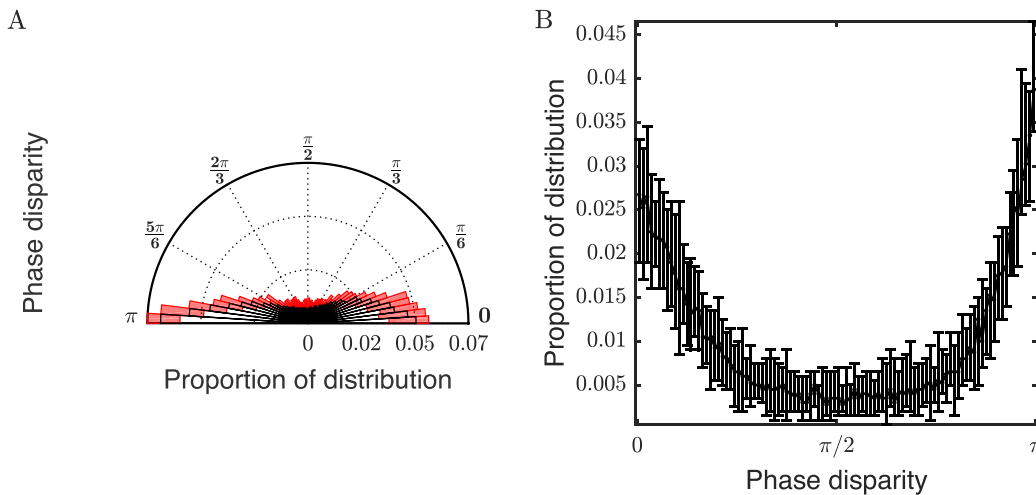 A
Phase disparity
π/2
2π/3
π/3
5π/6
π/6
π
0
0 0.02 0.05 0.07
Proportion of distribution
B
Proportion of distribution
0.045
0.04
0.035
0.03
0.025
0.02
0.015
0.01
0.005
0 π/2 π
Phase disparity